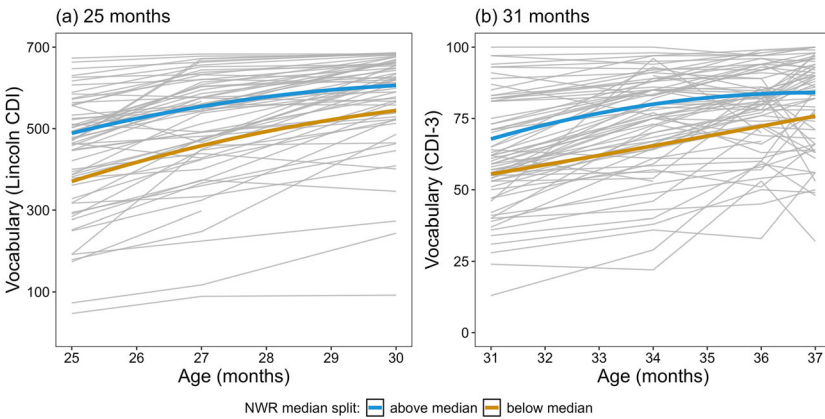 (a) 25 months
700
500
300
100
Vocabulary (Lincoln CDI)
25 26 27 28 29 30
Age (months)
(b) 31 months
100
75
50
25
0
Vocabulary (CDI-3)
31 32 33 34 35 36 37
Age (months)
NWR median split: above median below median